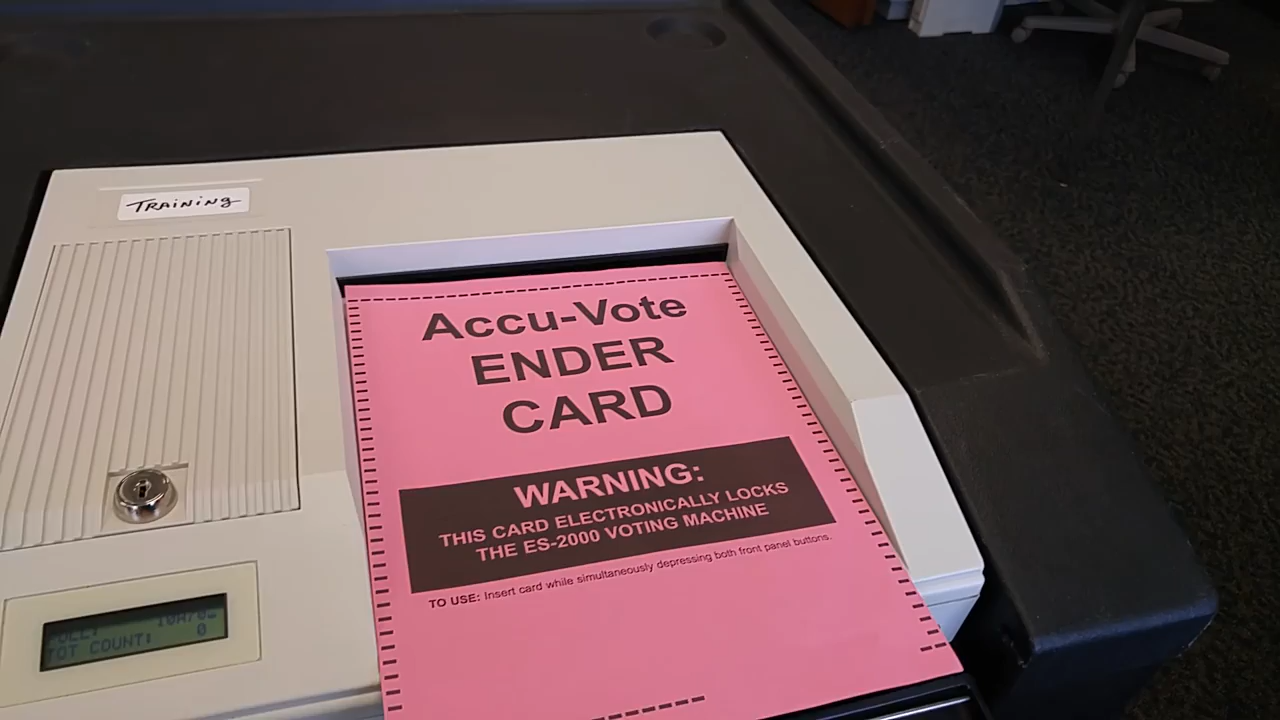 TRAINING
Accu-Vote
ENDER
CARD
WARNING:
THIS CARD ELECTRONICALLY LOCKS
THE ES-2000 VOTING MACHINE
TO USE: Insert card while simultaneously depressing both front panel buttons.
TOT COUNT: 0